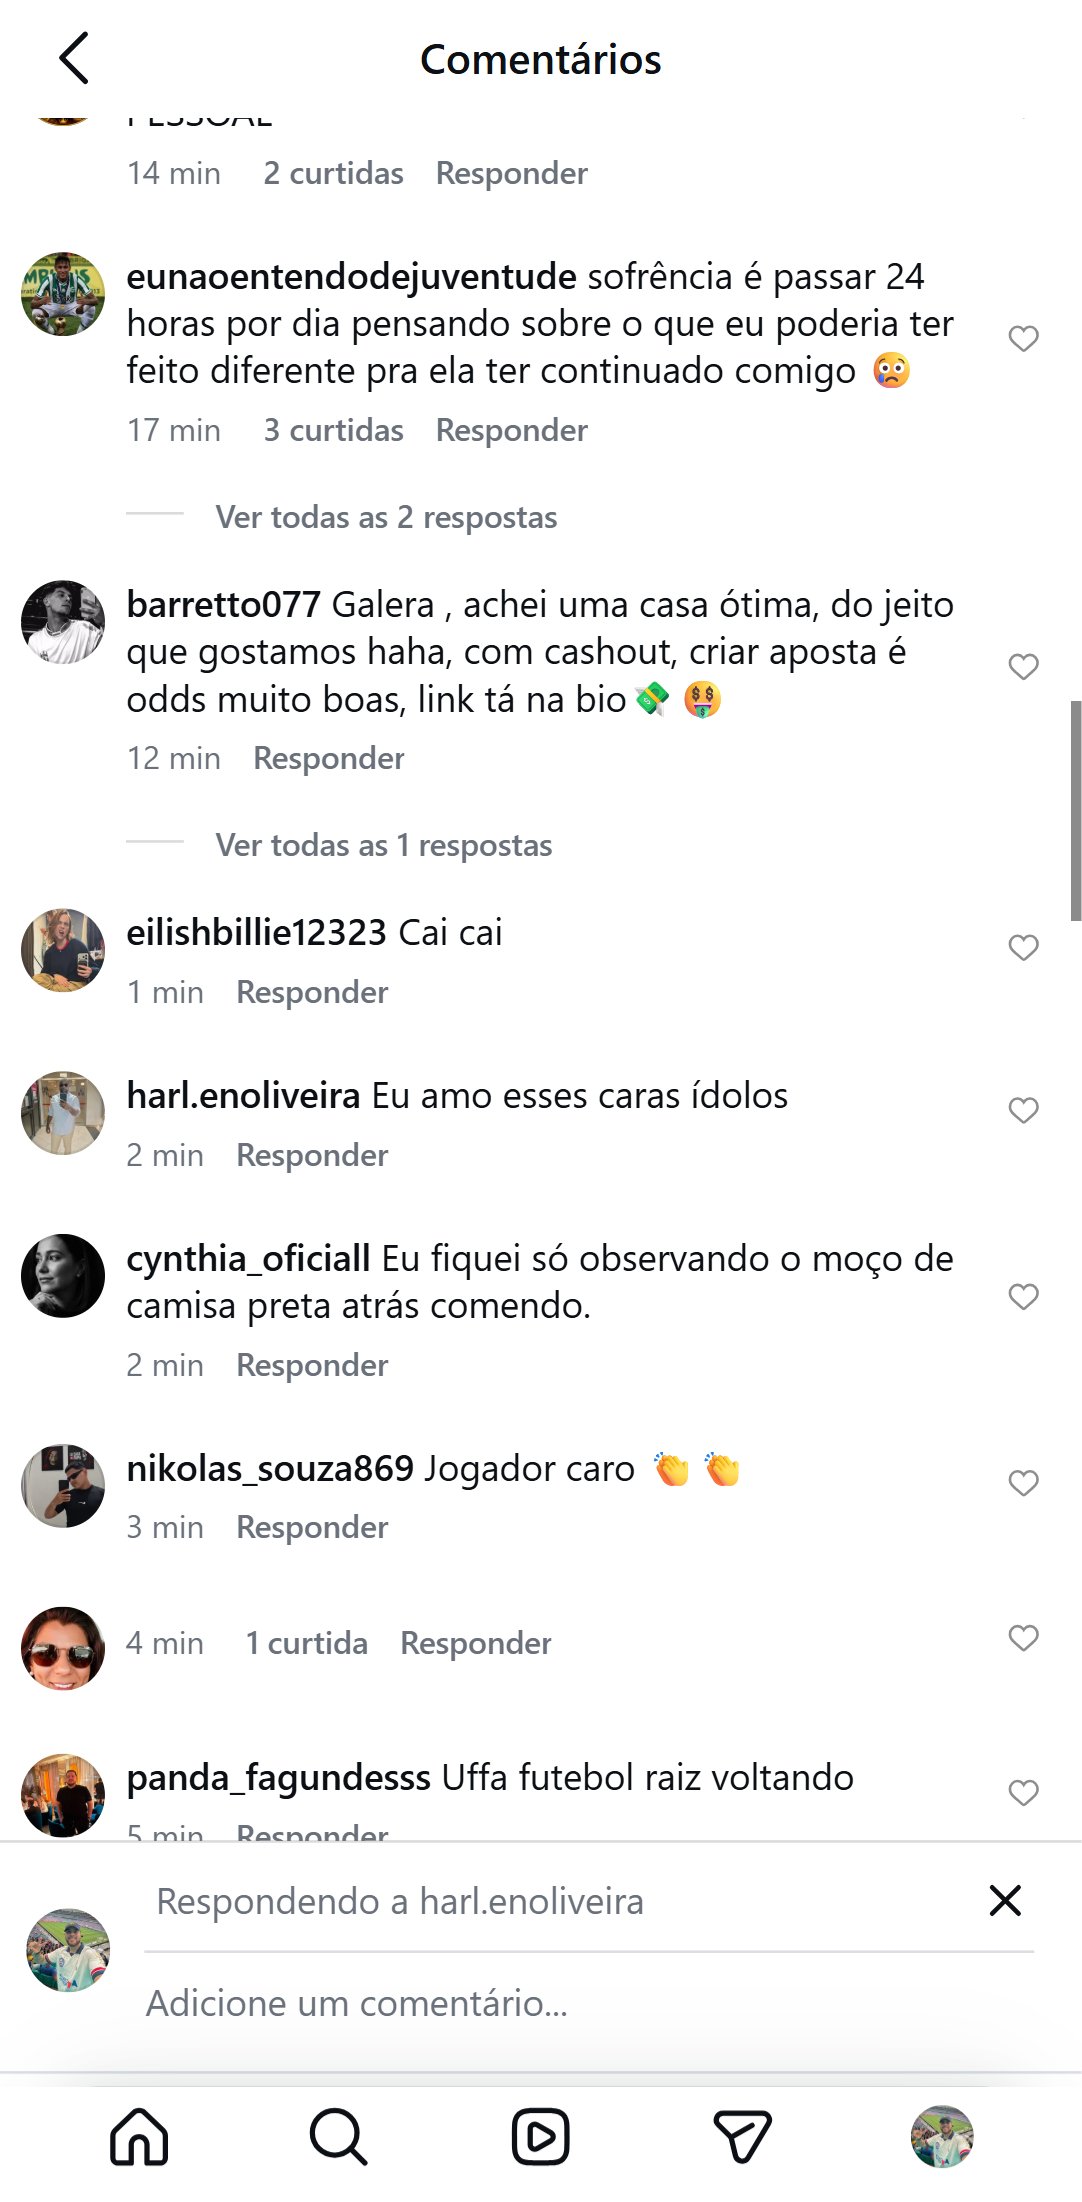 Comentários
PESSOAL
14 min 2 curtidas Responder
eunaoentendodejuventude sofrência é passar 24
horas por dia pensando sobre o que eu poderia ter
feito diferente pra ela ter continuado comigo 😢
17 min 3 curtidas Responder
Ver todas as 2 respostas
barretto077 Galera , achei uma casa ótima, do jeito
que gostamos haha, com cashout, criar aposta é
odds muito boas, link tá na bio💸 🤑
12 min Responder
Ver todas as 1 respostas
eilishbillie12323 Cai cai
1 min Responder
harl.enoliveira Eu amo esses caras ídolos
2 min Responder
cynthia_oficiall Eu fiquei só observando o moço de
camisa preta atrás comendo.
2 min Responder
nikolas_souza869 Jogador caro 👏 👏
3 min Responder
4 min 1 curtida Responder
panda_fagundesss Uffa futebol raiz voltando
5 min Responder
Respondendo a harl.enoliveira
Adicione um comentário...